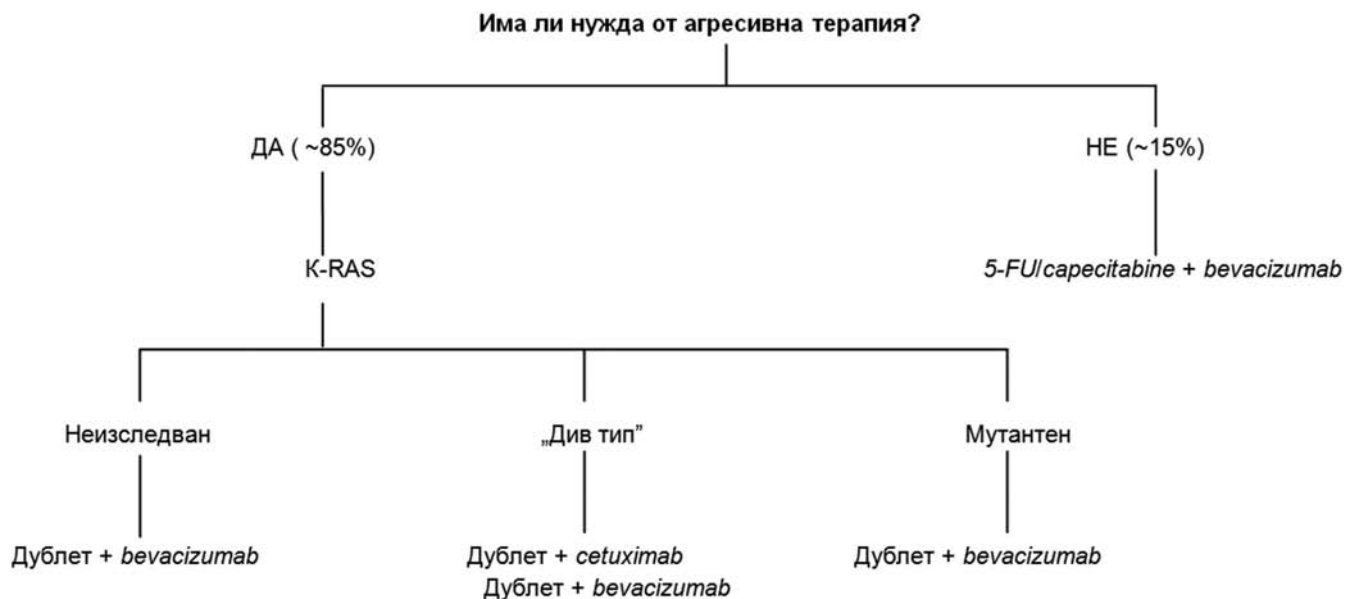 Има ли нужда от агресивна терапия?
ДА ( ~85%)
НЕ (~15%)
K-RAS
5-FU/capecitabine + bevacizumab
Неизследван
„Див тип”
Мутантен
Дублет + bevacizumab
Дублет + cetuximab
Дублет + bevacizumab
Дублет + bevacizumab